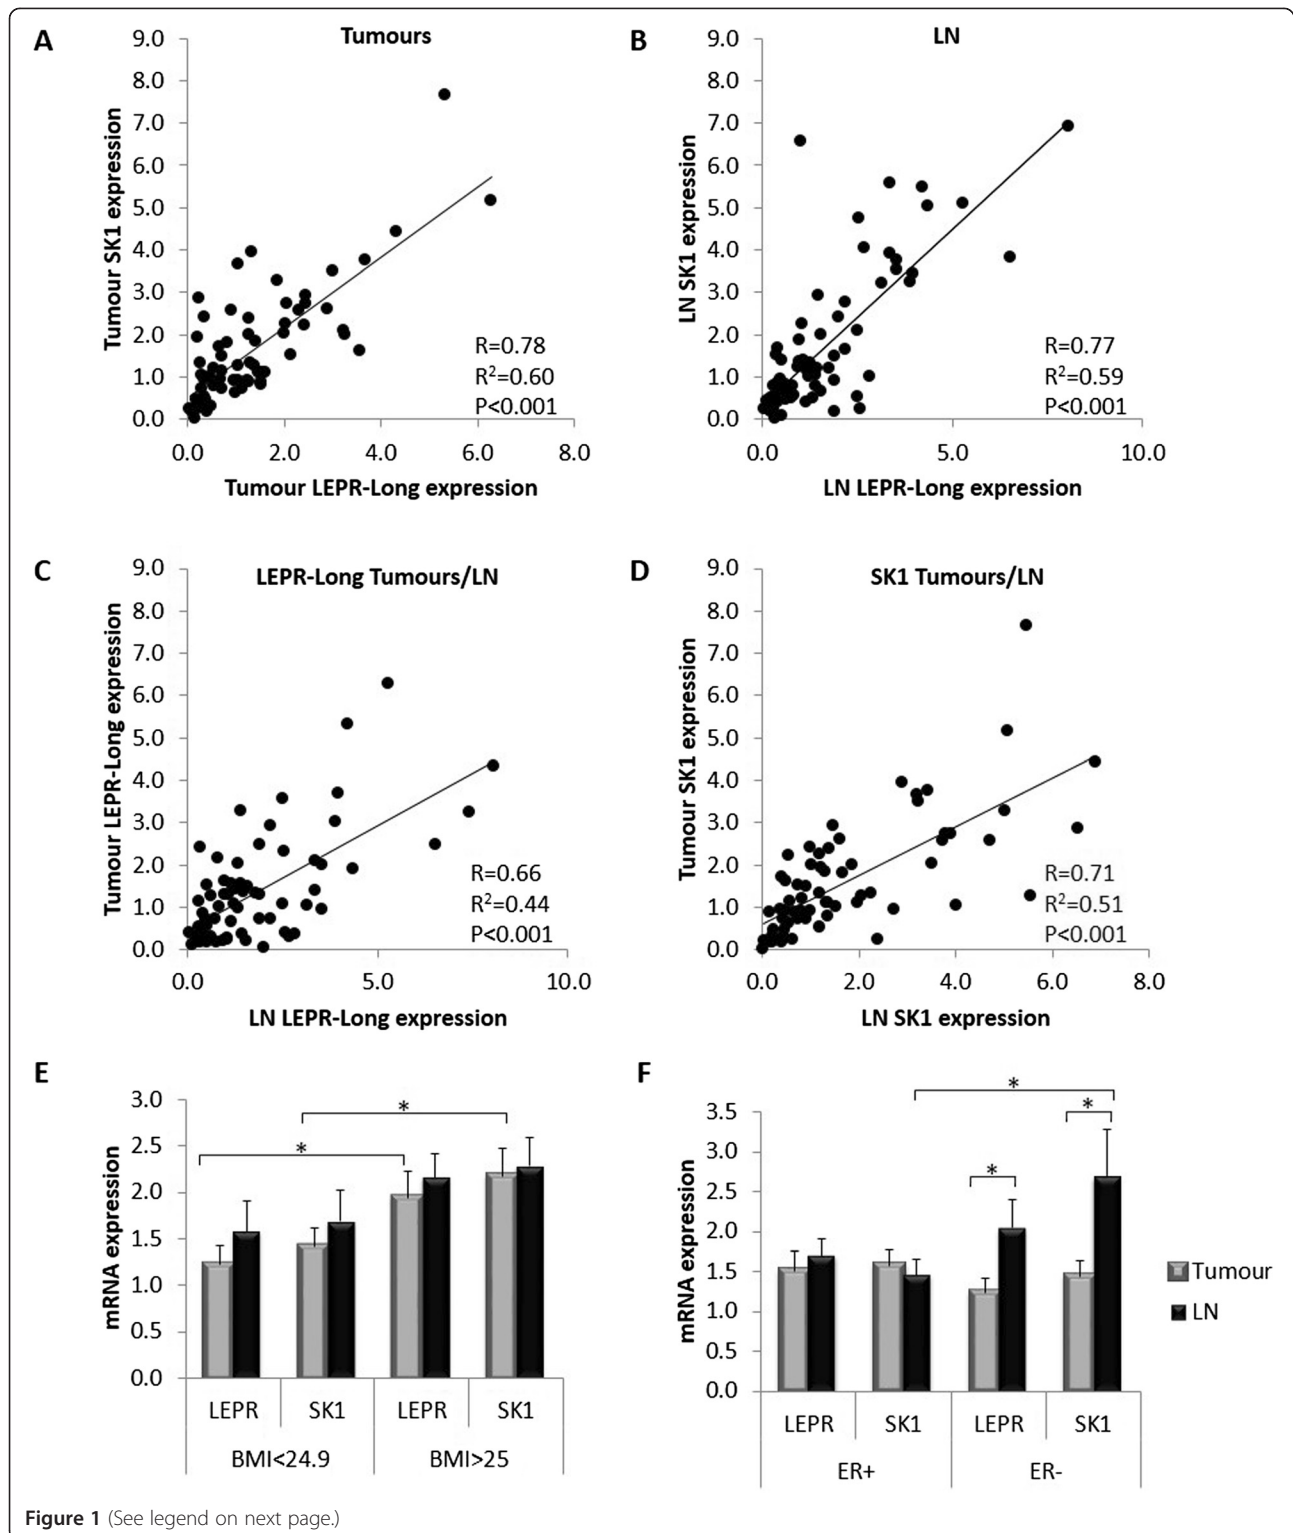 A
Tumours
9.0
8.0
7.0
6.0
5.0
4.0
3.0
2.0
1.0
0.0
Tumour SK1 expression
R=0.78
R²=0.60
P<0.001
0.0 2.0 4.0 6.0 8.0
Tumour LEPR-Long expression
B
LN
9.0
8.0
7.0
6.0
5.0
4.0
3.0
2.0
1.0
0.0
LN SK1 expression
R=0.77
R²=0.59
P<0.001
0.0 5.0 10.0
LN LEPR-Long expression
C
LEPR-Long Tumours/LN
9.0
8.0
7.0
6.0
5.0
4.0
3.0
2.0
1.0
0.0
Tumour LEPR-Long expression
R=0.66
R²=0.44
P<0.001
0.0 5.0 10.0
LN LEPR-Long expression
D
SK1 Tumours/LN
9.0
8.0
7.0
6.0
5.0
4.0
3.0
2.0
1.0
0.0
Tumour SK1 expression
R=0.71
R²=0.51
P<0.001
0.0 2.0 4.0 6.0 8.0
LN SK1 expression
E
3.0
2.5
2.0
1.5
1.0
0.5
0.0
mRNA expression
*
*
LEPR SK1 LEPR SK1
BMI<24.9 BMI>25
F
3.5
3.0
2.5
2.0
1.5
1.0
0.5
0.0
mRNA expression
*
*
*
LEPR SK1 LEPR SK1
ER+ ER-
Tumour
LN
Figure 1 (See legend on next page.)